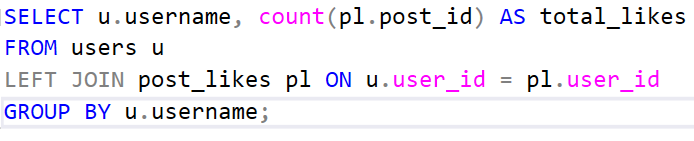 SELECT u.username, count(pl.post_id) AS total_likes
FROM users u
LEFT JOIN post_likes pl ON u.user_id = pl.user_id
GROUP BY u.username;